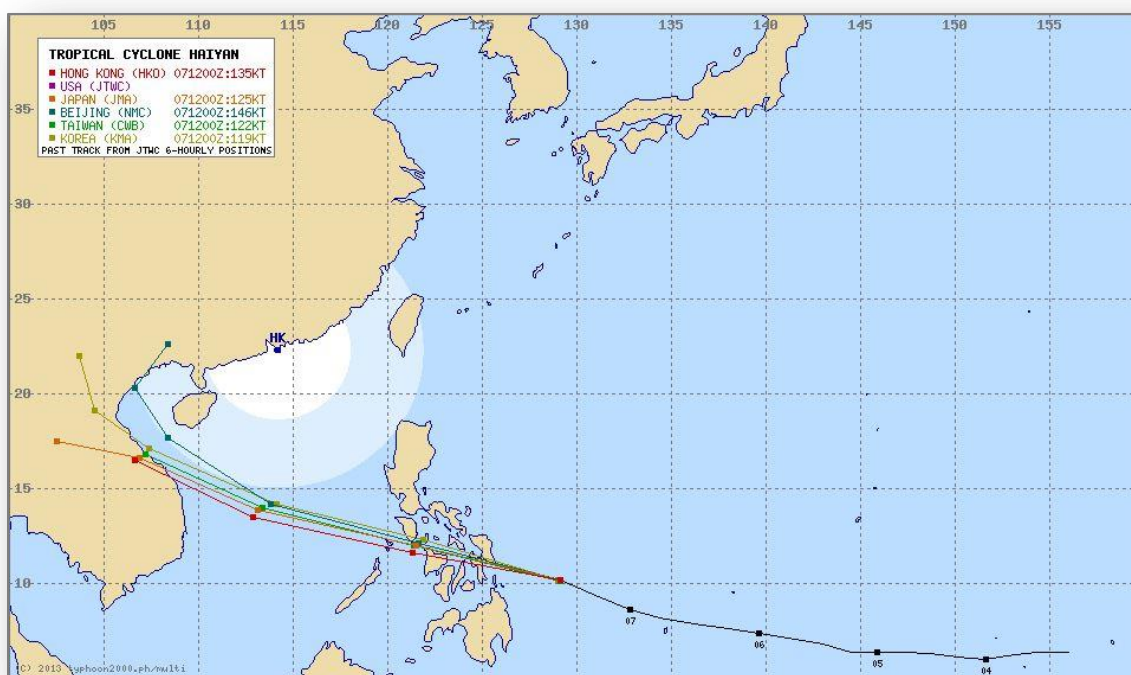 105 110 115 120 125 130 135 140 145 150 155
TROPICAL CYCLONE HAIYAN
HONG KONG (HKO) 071200Z:135KT
USA (JTWC)
JAPAN (JMA) 071200Z:125KT
BEIJING (NMC) 071200Z:146KT
TAIWAN (CWB) 071200Z:122KT
KOREA (KMA) 071200Z:119KT
PAST TRACK FROM JTWC 6-HOURLY POSITIONS
35
30
25
HK
20
15
10
07
06
05
04
(C) 2013 typhoon2000.ph/multi